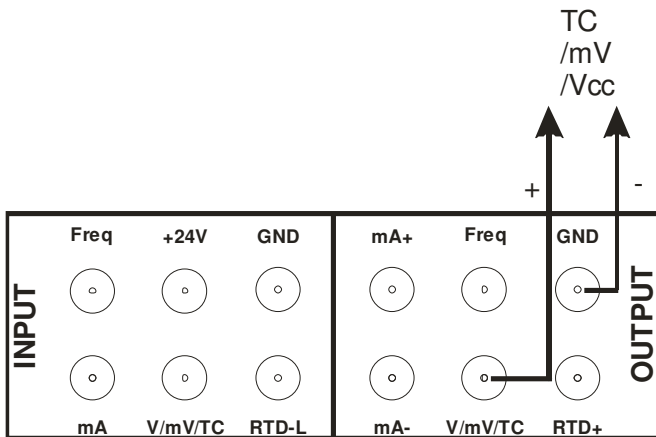 TC
/mV
/Vcc
+ -
Freq +24V GND mA+ Freq GND
INPUT
OUTPUT
mA V/mV/TC RTD-L mA- V/mV/TC RTD+